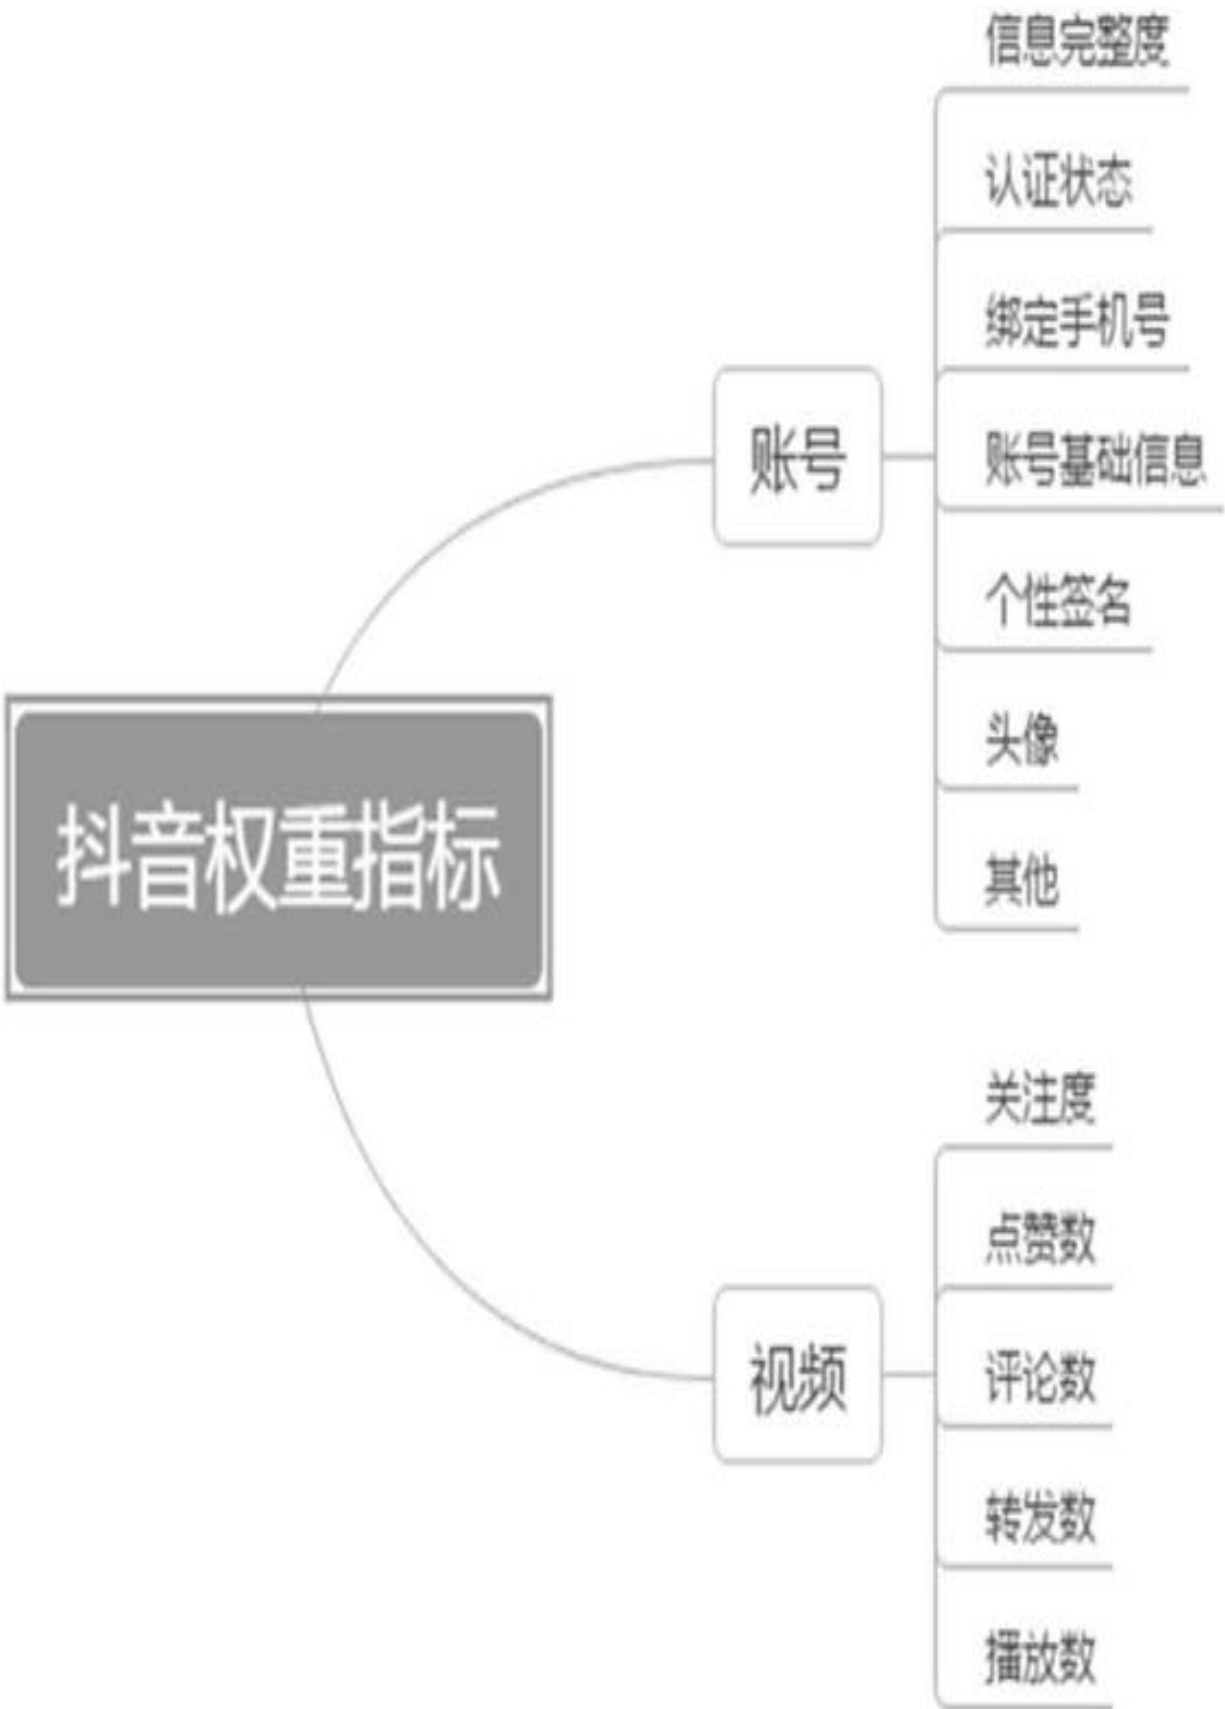 抖音权重指标
账号
信息完整度
认证状态
绑定手机号
账号基础信息
个性签名
头像
其他
视频
关注度
点赞数
评论数
转发数
播放数